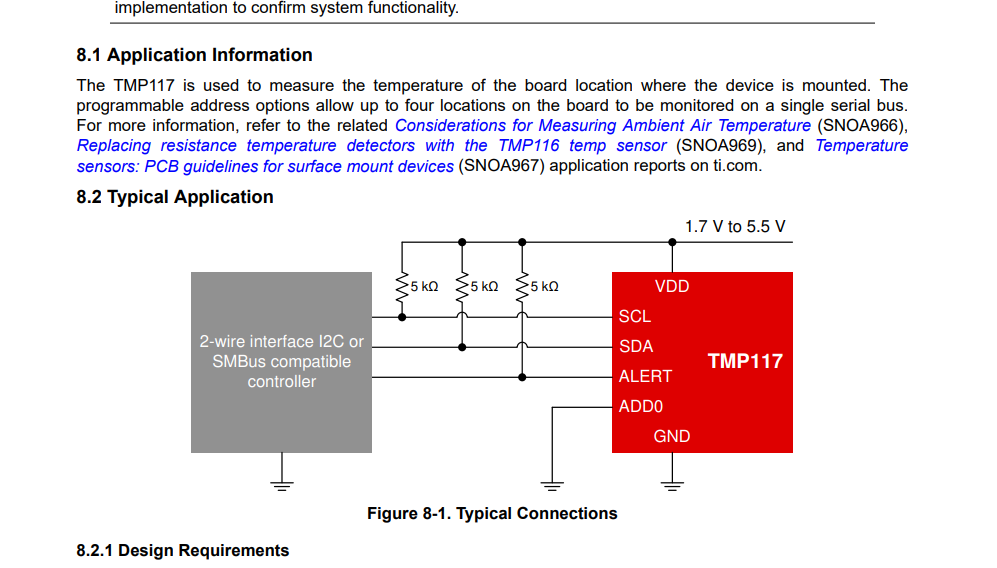 implementation to confirm system functionality.
8.1 Application Information
The TMP117 is used to measure the temperature of the board location where the device is mounted. The
programmable address options allow up to four locations on the board to be monitored on a single serial bus.
For more information, refer to the related Considerations for Measuring Ambient Air Temperature (SNOA966),
Replacing resistance temperature detectors with the TMP116 temp sensor (SNOA969), and Temperature
sensors: PCB guidelines for surface mount devices (SNOA967) application reports on ti.com.
8.2 Typical Application
1.7 V to 5.5 V
5 kΩ
5 kΩ
5 kΩ
2-wire interface I2C or
SMBus compatible
controller
VDD
SCL
SDA
TMP117
ALERT
ADD0
GND
Figure 8-1. Typical Connections
8.2.1 Design Requirements